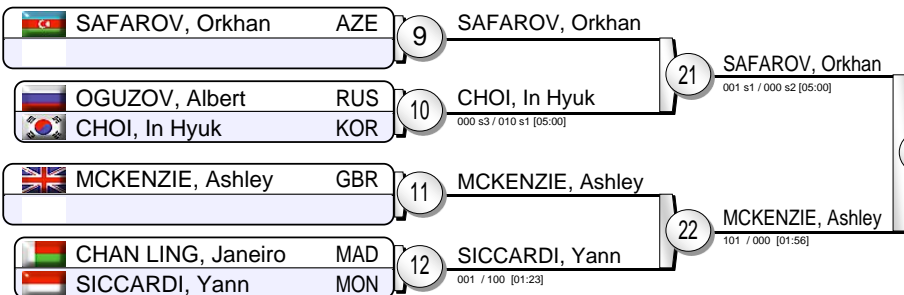 SAFAROV, Orkhan AZE
9
SAFAROV, Orkhan
21
SAFAROV, Orkhan
001 s1 / 000 s2 [05:00]
OGUZOV, Albert RUS
CHOI, In Hyuk KOR
10
CHOI, In Hyuk
000 s3 / 010 s1 [05:00]
MCKENZIE, Ashley GBR
11
MCKENZIE, Ashley
22
MCKENZIE, Ashley
101 / 000 [01:56]
CHAN LING, Janeiro MAD
SICCARDI, Yann MON
12
SICCARDI, Yann
001 / 100 [01:23]